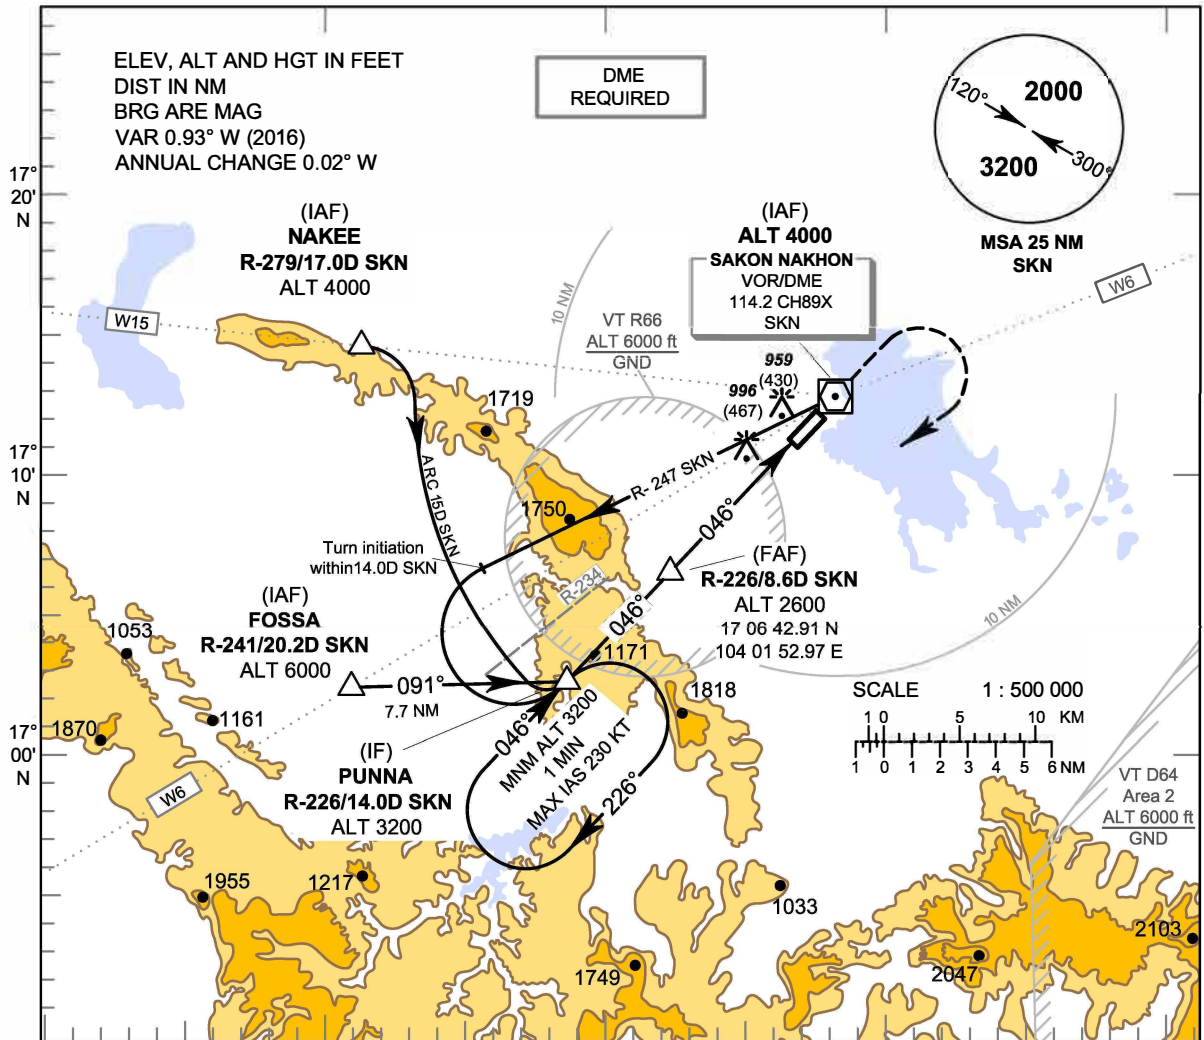 ELEV, ALT AND HGT IN FEET
DIST IN NM
BRG ARE MAG
VAR 0.93° W (2016)
ANNUAL CHANGE 0.02° W
DME
REQUIRED
120°
2000
3200
300°
MSA 25 NM
SKN
17°
20'
N
(IAF)
NAKEE
R-279/17.0D SKN
ALT 4000
(IAF)
ALT 4000
SAKON NAKHON
VOR/DME
114.2 CH89X
SKN
W6
W15
10 NM
VT R66
ALT 6000 ft
GND
959
(430)
996
(467)
1719
17°
10'
N
ARC 15D SKN
R- 247 SKN
1750
046°
Turn initiation
within14.0D SKN
(FAF)
R-226/8.6D SKN
ALT 2600
17 06 42.91 N
104 01 52.97 E
R-234
046°
10 NM
(IAF)
FOSSA
R-241/20.2D SKN
ALT 6000
1053
1171
091°
7.7 NM
1818
SCALE 1 : 500 000
1 0 5 10 KM
1 0 1 2 3 4 5 6 NM
1870
1161
17°
00'
N
046°
MNM ALT 3200
1 MIN
MAX IAS 230 KT
226°
(IF)
PUNNA
R-226/14.0D SKN
ALT 3200
W6
VT D64
Area 2
ALT 6000 ft
GND
1955
1217
1033
1749
2047
2103